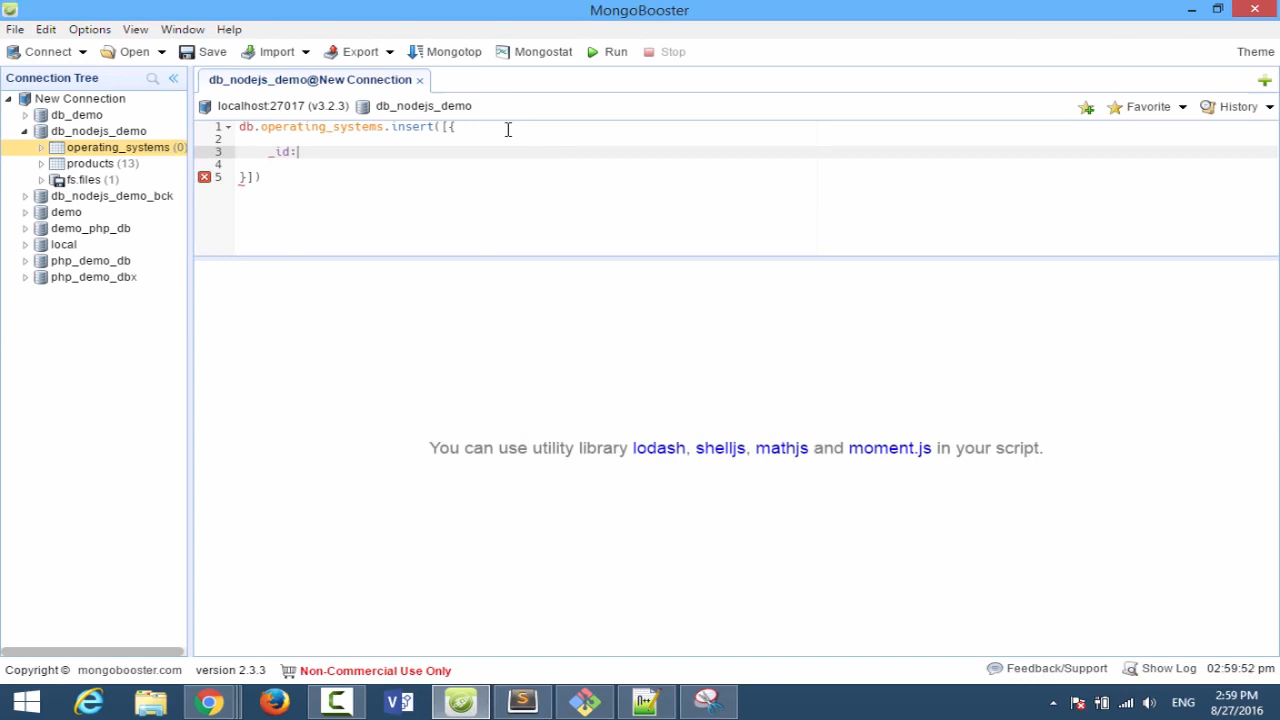 MongoBooster
File Edit Options View Window Help
Connect Open Save Import Export Mongotop Mongostat Run Stop Theme
Connection Tree
New Connection
db_demo
db_nodejs_demo
operating_systems (0)
products (13)
fs.files (1)
db_nodejs_demo_bck
demo
demo_php_db
local
php_demo_db
php_demo_dbx
db_nodejs_demo@New Connection ×
localhost:27017 (v3.2.3) db_nodejs_demo Favorite History
1 db.operating_systems.insert([{
2
3 _id:
4
5 }])
You can use utility library lodash, shelljs, mathjs and moment.js in your script.
Copyright © mongobooster.com version 2.3.3 Non-Commercial Use Only Feedback/Support Show Log 02:59:52 pm
ENG
2:59 PM
8/27/2016